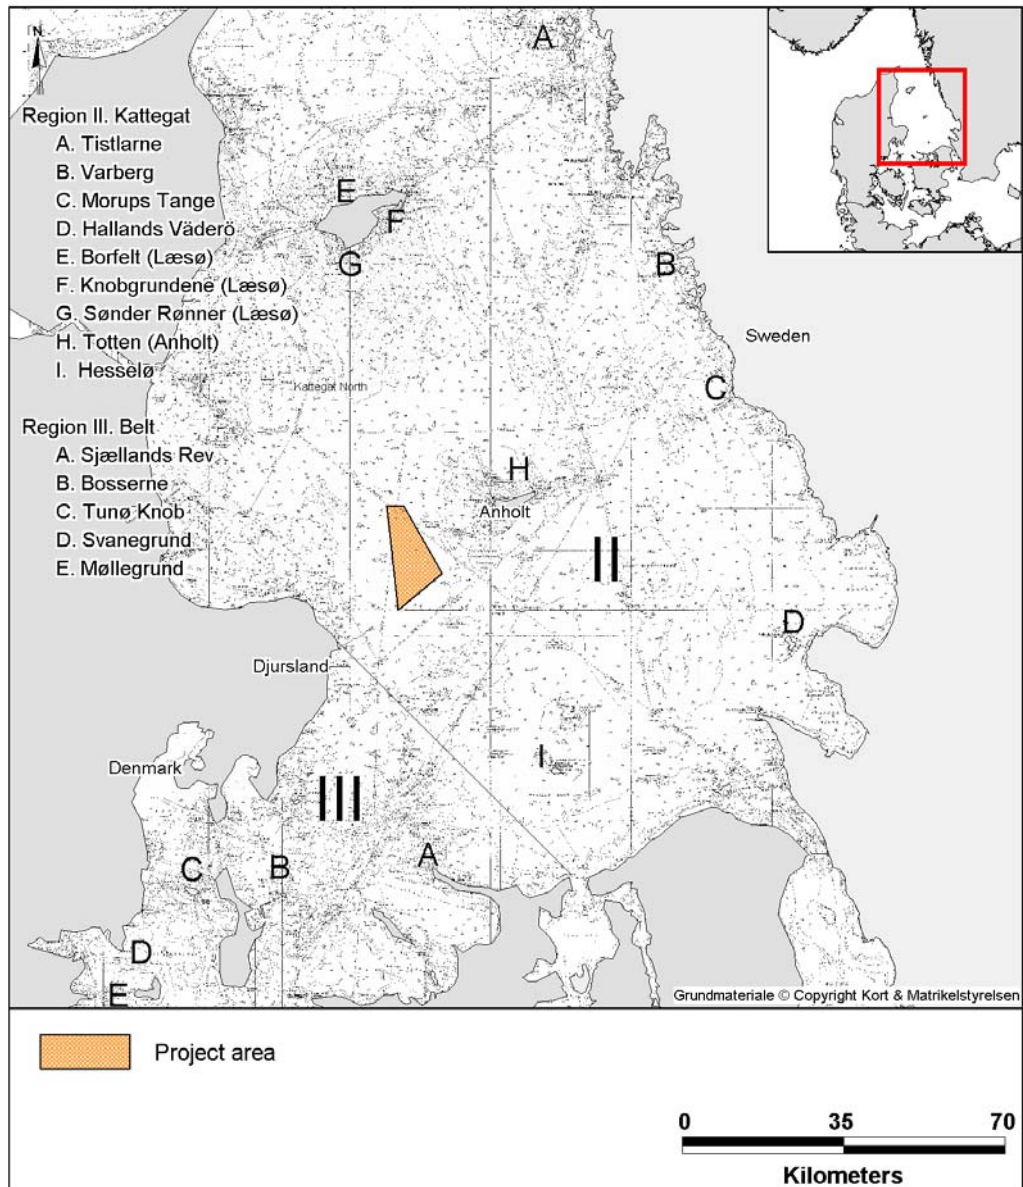 N
A
Region II. Kattegat
A. Tistlarne
B. Varberg
C. Morups Tange
D. Hallands Väderö
E. Borfelt (Læsø)
F. Knobgrundene (Læsø)
G. Sønder Rønner (Læsø)
H. Totten (Anholt)
I. Hesselø
E
F
G
B
Sweden
Kattegat North
C
Region III. Belt
A. Sjællands Rev
B. Bosserne
C. Tunø Knob
D. Svanegrund
E. Møllegrund
H
Anholt
II
D
Djursland
I
Denmark
III
A
C
B
D
E
Grundmateriale © Copyright Kort & Matrikelstyrelsen
Project area
0 35 70
Kilometers